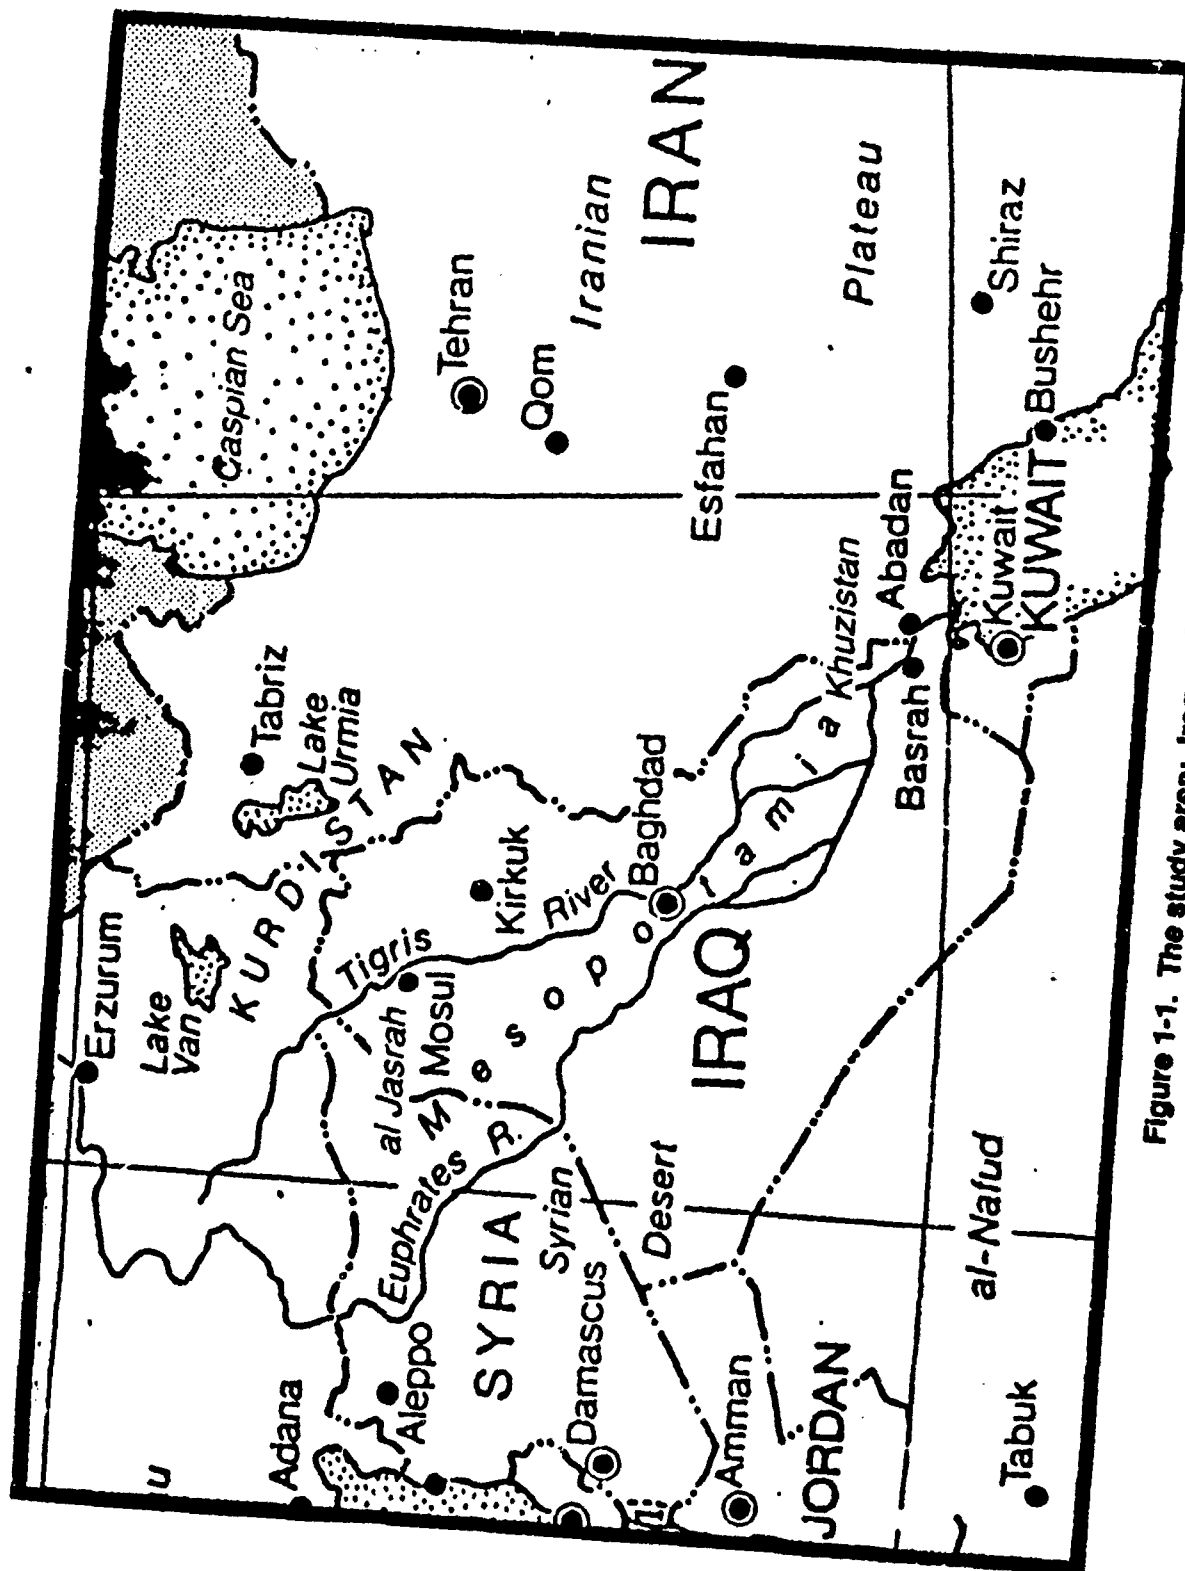 Caspian Sea
Erzurum
Lake
Van
KURDISTAN
Tabriz
Lake
Urmia
Tehran
Qom
Iranian
IRAN
Plateau
Esfahan
Shiraz
Bushehr
Adana
Aleppo
Euphrates R.
al Jasrah
Tigris River
Mosul
Kirkuk
Mesopotamia
Baghdad
Khuzistan
Abadan
Basrah
Kuwait
KUWAIT
SYRIA
Syrian
Desert
IRAQ
Damascus
Amman
JORDAN
al-Nafud
Tabuk
u
Figure 1-1. The study area: